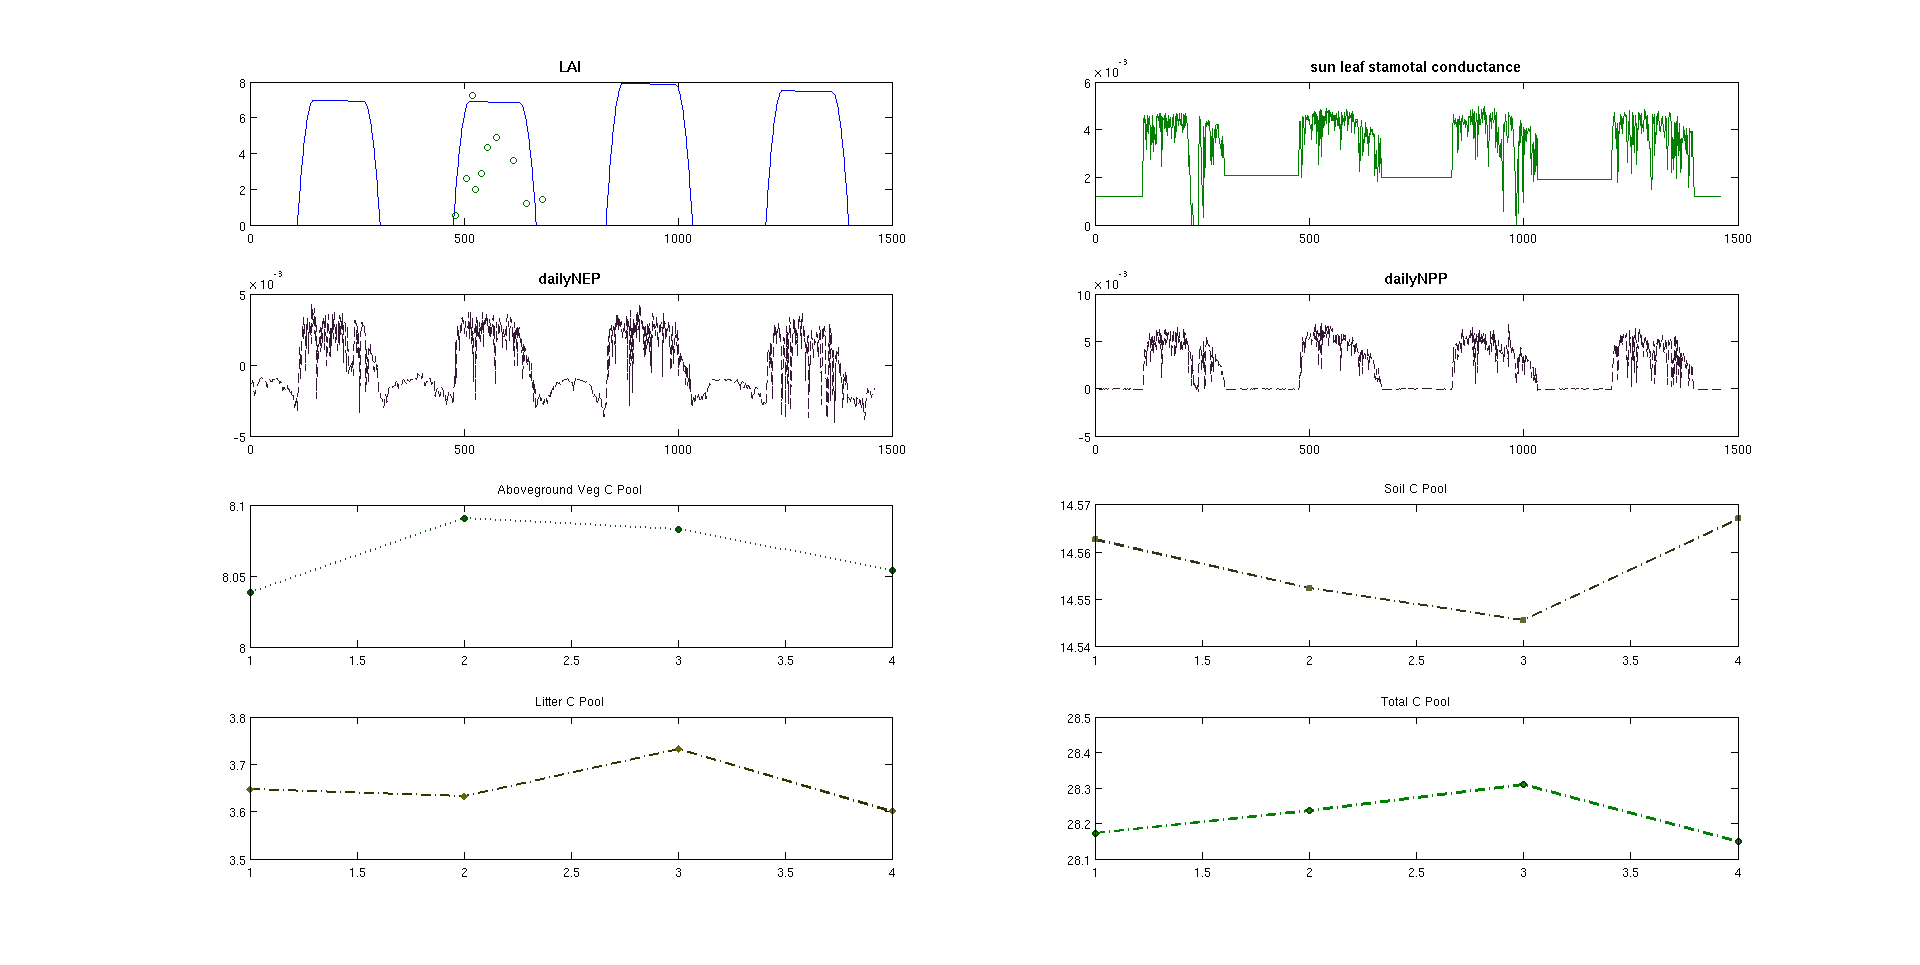 LAI
8
6
4
2
0
0 500 1000 1500
sun leaf stamotal conductance
×10⁻³
6
4
2
0
0 500 1000 1500
dailyNEP
×10⁻³
5
0
-5
0 500 1000 1500
dailyNPP
×10⁻³
10
5
0
-5
0 500 1000 1500
Aboveground Veg C Pool
8.1
8.05
8
1 1.5 2 2.5 3 3.5 4
Soil C Pool
14.57
14.56
14.55
14.54
1 1.5 2 2.5 3 3.5 4
Litter C Pool
3.8
3.7
3.6
3.5
1 1.5 2 2.5 3 3.5 4
Total C Pool
28.5
28.4
28.3
28.2
28.1
1 1.5 2 2.5 3 3.5 4